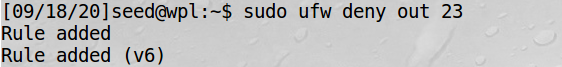 [09/18/20]seed@wpl:~$ sudo ufw deny out 23
Rule added
Rule added (v6)